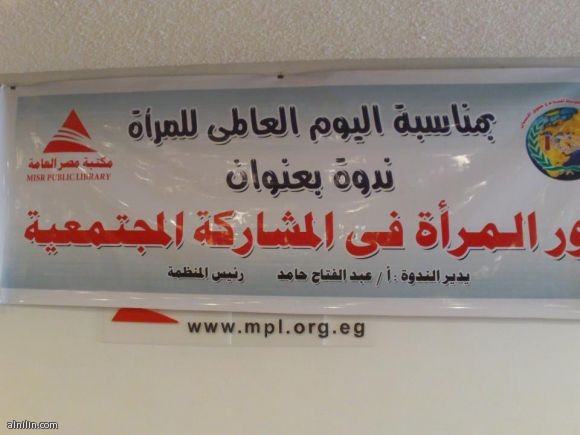 بمناسبة اليوم العالمى للمرأة
ندوة بعنوان
ور المرأة فى المشاركة المجتمعية
يدير الندوة : أ / عبد الفتاح حامد رئيس المنظمة
مكتبة مصر العامة
MISR PUBLIC LIBRARY
www.mpl.org.eg
alnilin.com